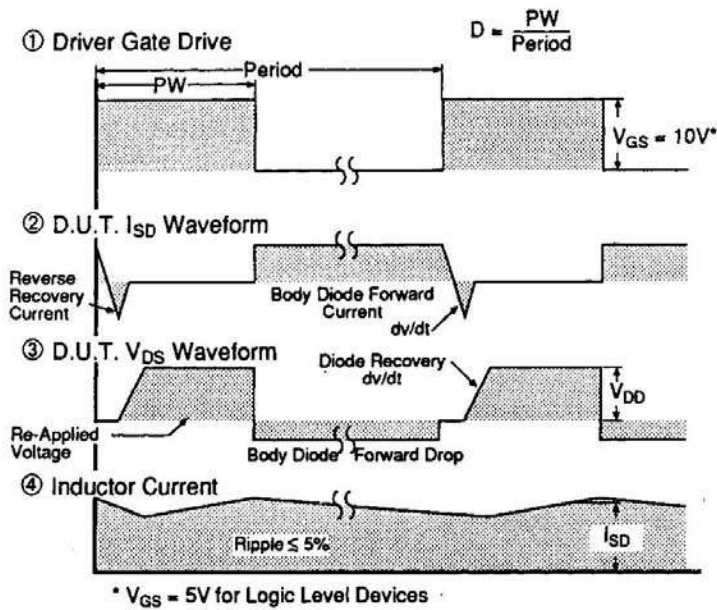 ① Driver Gate Drive
D = PW
Period
Period
PW
V_GS = 10V*
② D.U.T. I_SD Waveform
Reverse
Recovery
Current
Body Diode Forward
Current
dv/dt
③ D.U.T. V_DS Waveform
Diode Recovery
dv/dt
V_DD
Re-Applied
Voltage
Body Diode Forward Drop
④ Inductor Current
I_SD
Ripple ≤ 5%
* V_GS = 5V for Logic Level Devices